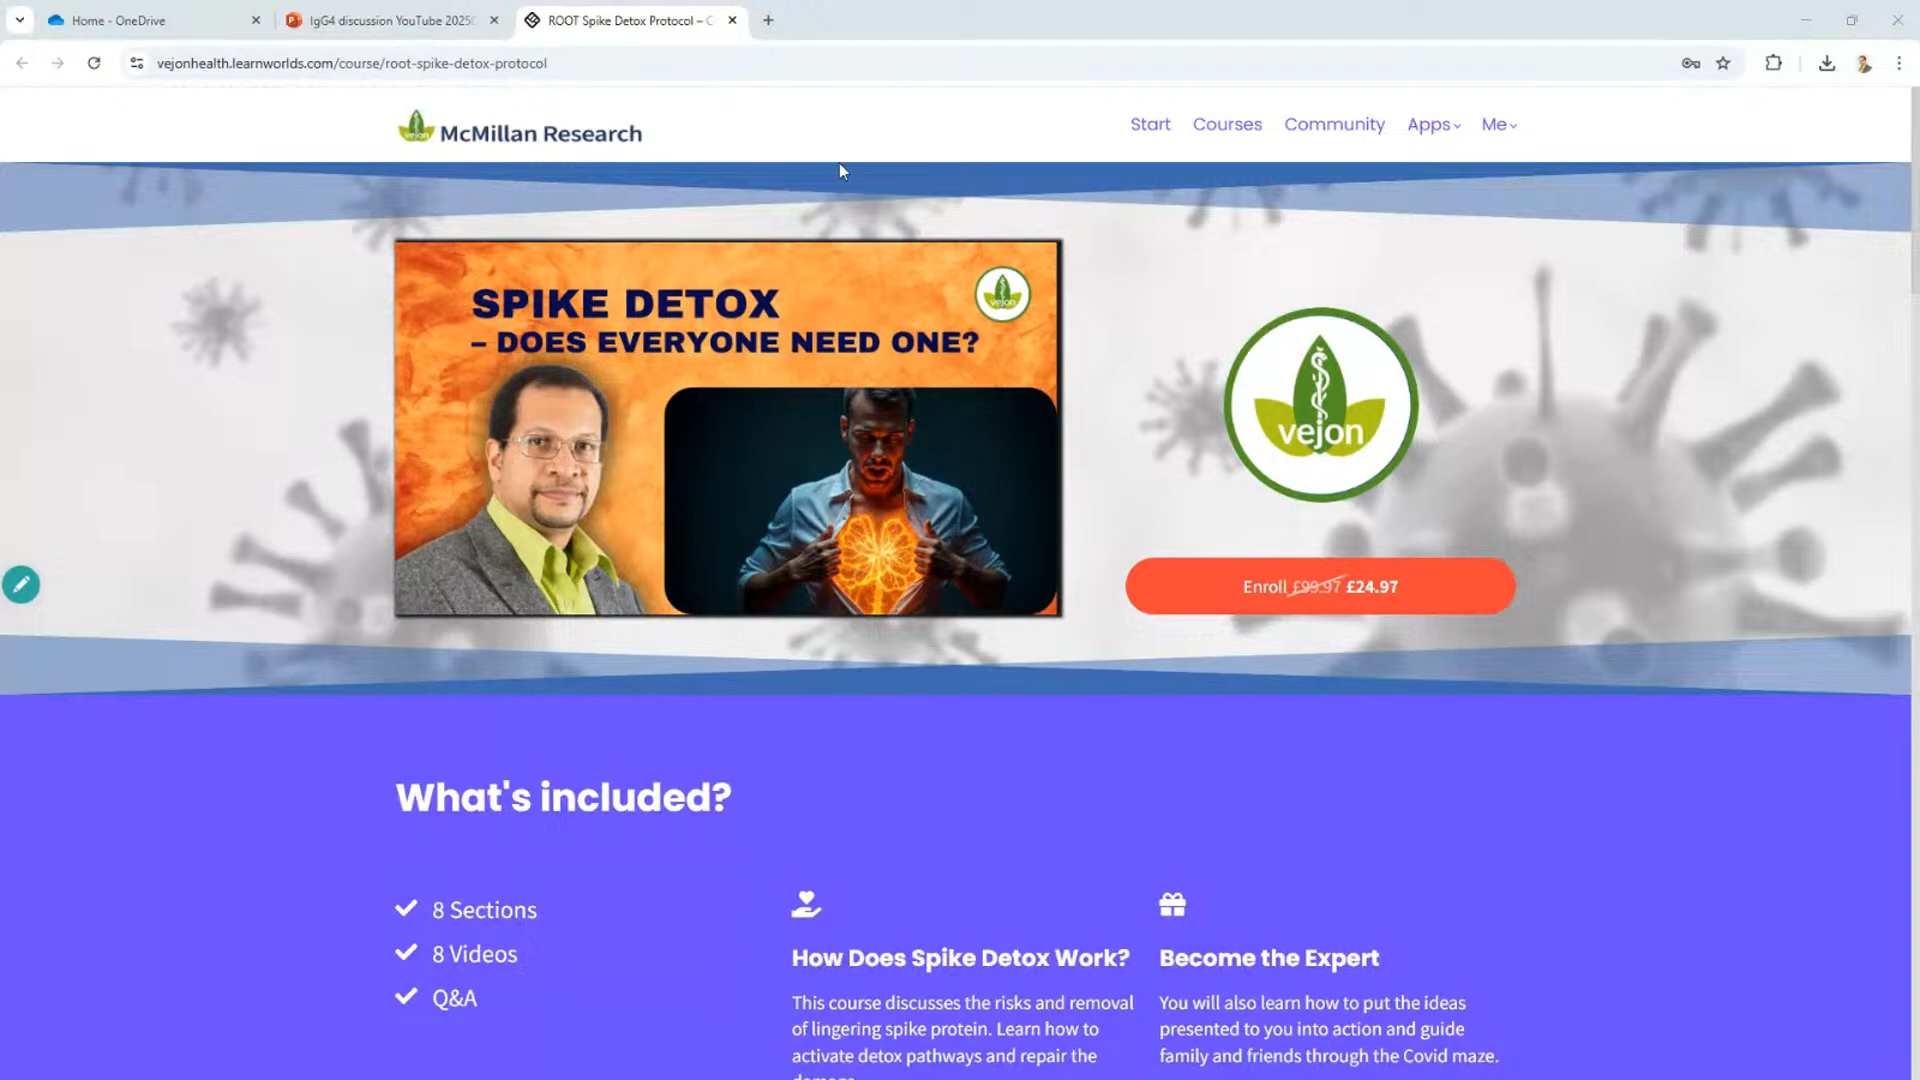 Home - OneDrive
IgG4 discussion YouTube 2025
ROOT Spike Detox Protocol – C
vejonhealth.learnworlds.com/course/root-spike-detox-protocol
vejon
McMillan Research
Start
Courses
Community
Apps
Me
SPIKE DETOX
– DOES EVERYONE NEED ONE?
vejon
vejon
Enroll £99.97 £24.97
What's included?
8 Sections
8 Videos
Q&A
How Does Spike Detox Work?
This course discusses the risks and removal
of lingering spike protein. Learn how to
activate detox pathways and repair the
damage
Become the Expert
You will also learn how to put the ideas
presented to you into action and guide
family and friends through the Covid maze.